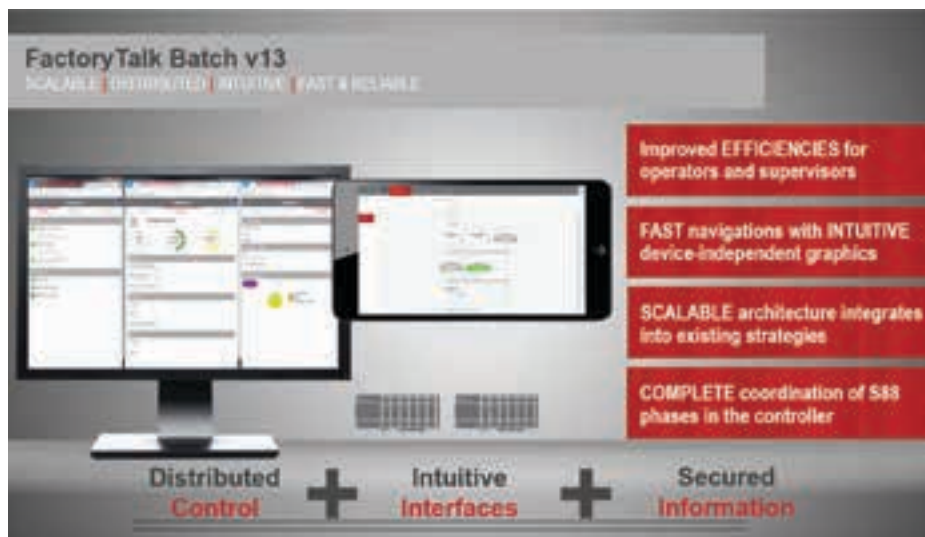 FactoryTalk Batch v13
SCALABLE | DISTRIBUTED | INTUITIVE | FAST & RELIABLE
Improved EFFICIENCIES for
operators and supervisors
FAST navigations with INTUITIVE
device-independent graphics
SCALABLE architecture integrates
into existing strategies
COMPLETE coordination of S88
phases in the controller
Distributed
Control
+
Intuitive
Interfaces
+
Secured
Information